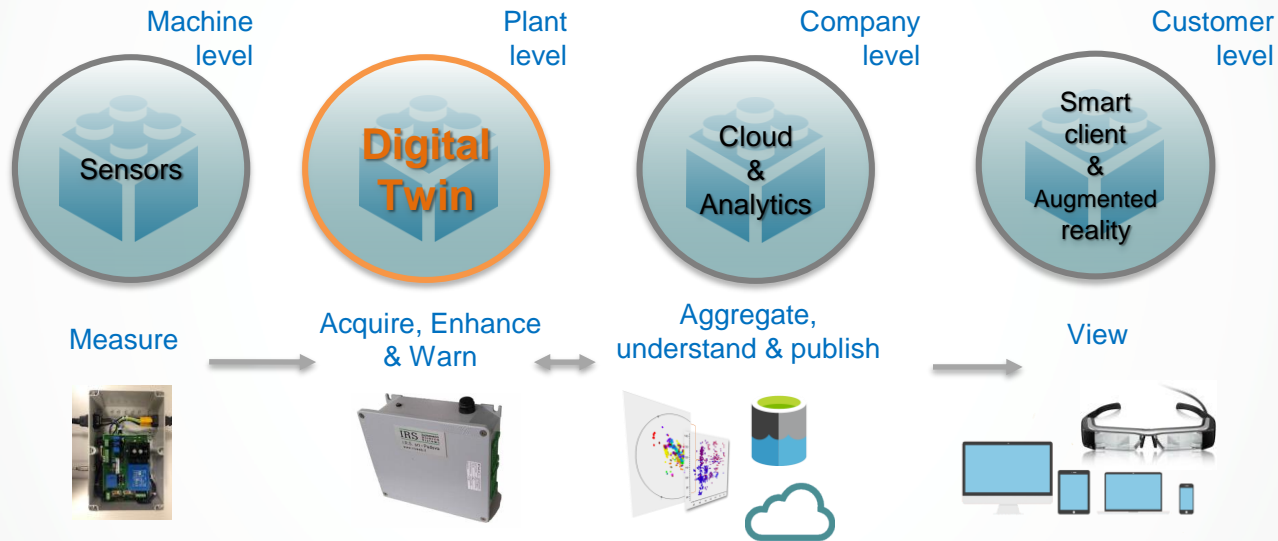 Machine
level
Plant
level
Company
level
Customer
level
Sensors
Digital
Twin
Cloud
&
Analytics
Smart
client
&
Augmented
reality
Measure
Acquire, Enhance
& Warn
Aggregate,
understand & publish
View
IRS